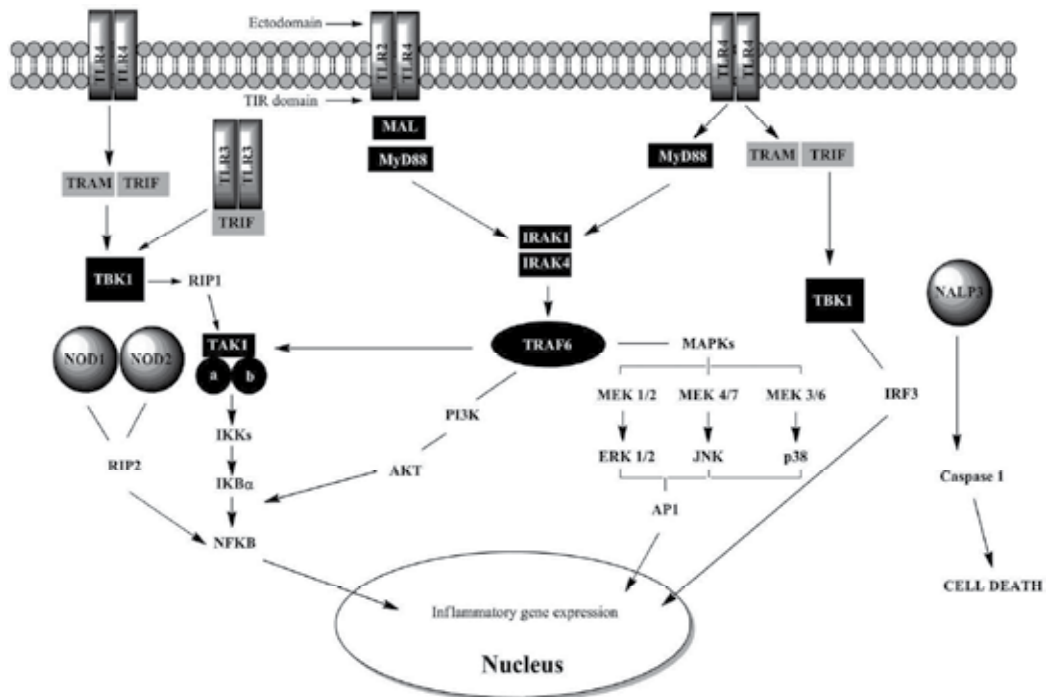 Ectodomain
TLR4 TLR4
TLR2 TLR4
TLR4 TLR4
TIR domain
MAL
MyD88
MyD88
TRAM TRIF
TLR3 TLR3
TRIF
TRAM TRIF
IRAK1
IRAK4
TBK1
RIP1
TBK1
NALP3
NOD1
NOD2
TAK1
a b
TRAF6
MAPKs
MEK 1/2 MEK 4/7 MEK 3/6
IRF3
PI3K
IKKs
ERK 1/2 JNK p38
RIP2
AKT
Caspase 1
IKBα
AP1
NFKB
CELL DEATH
Inflammatory gene expression
Nucleus